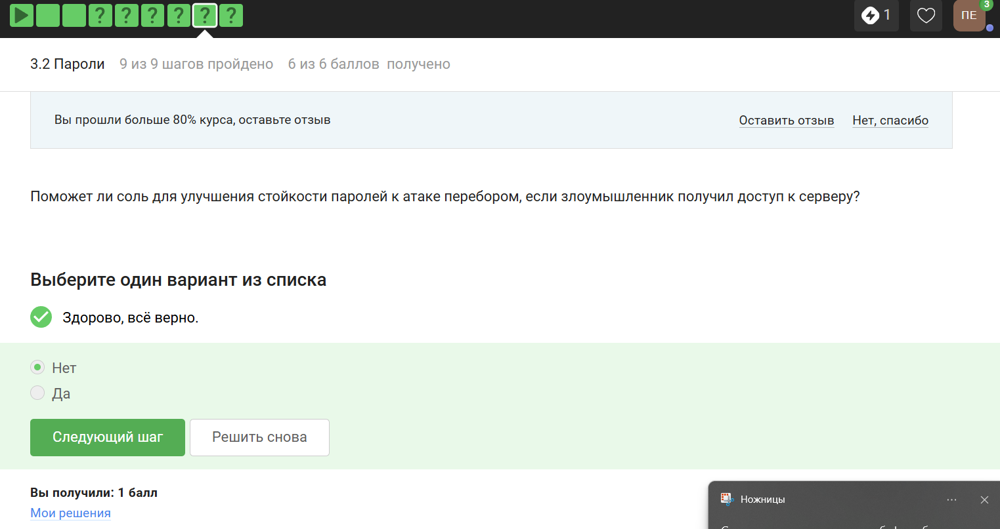 ? ? ? ? ? ?
1
ПЕ
3
3.2 Пароли 9 из 9 шагов пройдено 6 из 6 баллов получено
Вы прошли больше 80% курса, оставьте отзыв
Оставить отзыв Нет, спасибо
Поможет ли соль для улучшения стойкости паролей к атаке перебором, если злоумышленник получил доступ к серверу?
Выберите один вариант из списка
Здорово, всё верно.
Нет
Да
Следующий шаг Решить снова
Вы получили: 1 балл
Мои решения
Ножницы